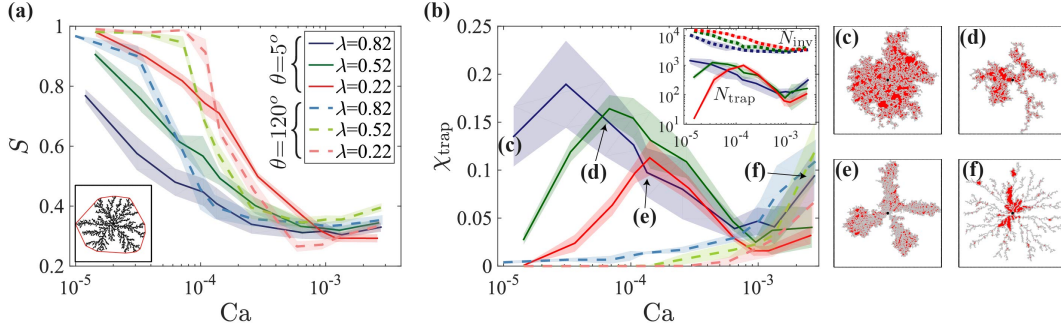 (a)
1
0.8
0.6
0.4
0.2
S
10^-5
10^-4
10^-3
Ca
θ=5°
λ=0.82
λ=0.52
λ=0.22
θ=120°
λ=0.82
λ=0.52
λ=0.22
(b)
0.25
0.2
0.15
0.1
0.05
0
χ_trap
10^-5
10^-4
10^-3
Ca
(c)
(d)
(e)
(f)
10^4
10^3
10^2
10^1
N_inv
N_trap
10^-5
10^-4
10^-3
(c)
(d)
(e)
(f)